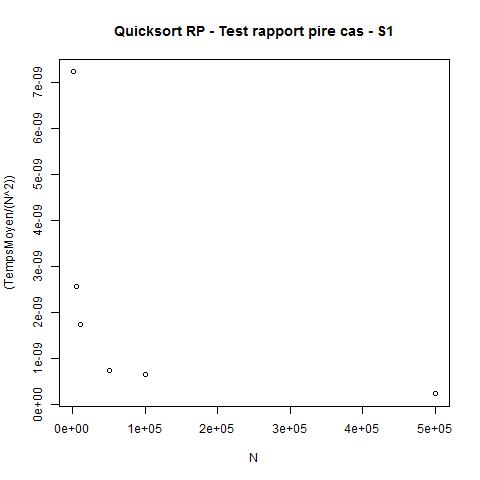 Quicksort RP - Test rapport pire cas - S1
(TempsMoyen/(N^2))
7e-09
6e-09
5e-09
4e-09
3e-09
2e-09
1e-09
0e+00
0e+00 1e+05 2e+05 3e+05 4e+05 5e+05
N